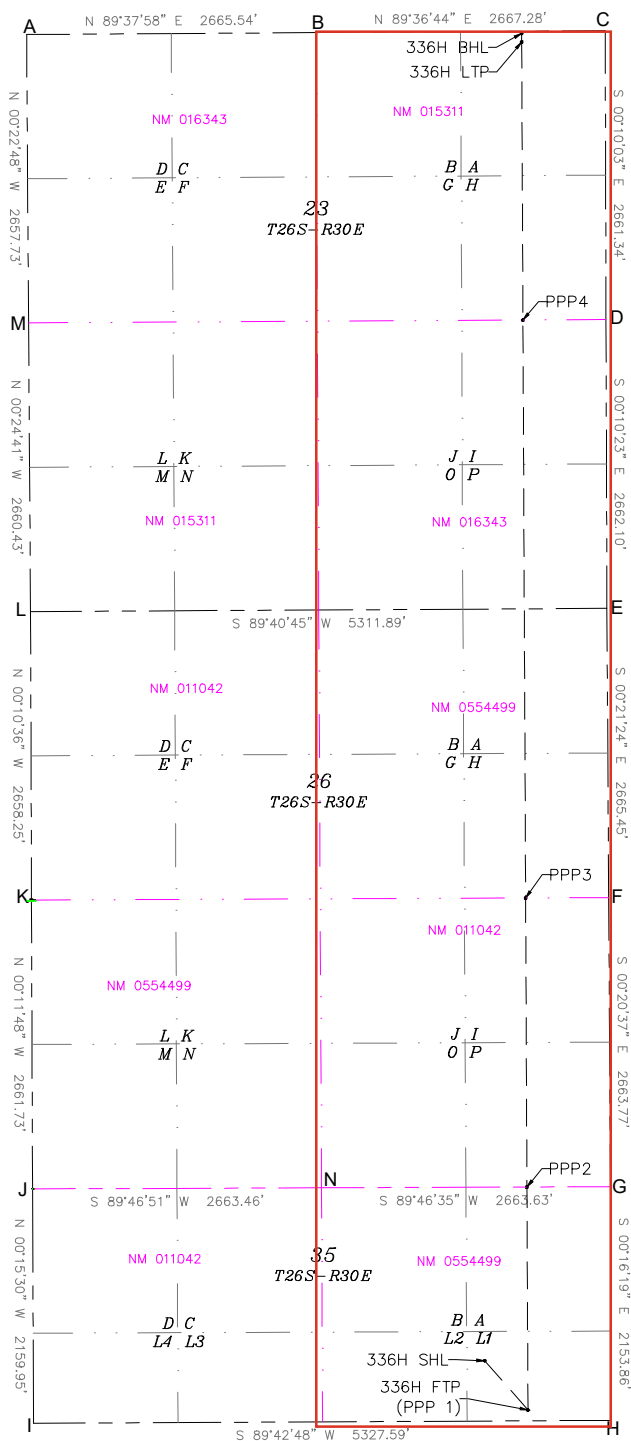 A
N 89°37'58" E   2665.54'
B
N 89°36'44" E   2667.28'
C
336H BHL
336H LTP
N 00°22'48" W   2657.73'
NM 016343
NM 015311
S 00°10'03" E   2661.34'
D C
E F
B A
G H
23
T26S-R30E
M
PPP4
D
N 00°24'41" W   2660.43'
L K
M N
J I
O P
S 00°10'23" E   2662.10'
NM 015311
NM 016343
L
E
S 89°40'45" W   5311.89'
N 00°10'36" W   2658.25'
NM 011042
NM 0554499
S 00°21'24" E   2665.45'
D C
E F
B A
G H
26
T26S-R30E
K
PPP3
F
NM 011042
N 00°11'48" W   2661.73'
NM 0554499
S 00°20'37" E   2663.77'
L K
M N
J I
O P
J
N
PPP2
G
S 89°46'51" W   2663.46'
S 89°46'35" W   2663.63'
N 00°15'30" W   2159.95'
NM 011042
35
T26S-R30E
NM 0554499
S 00°16'19" E   2153.86'
D C
L4 L3
B A
L2 L1
336H SHL
336H FTP
(PPP 1)
I
S 89°42'48" W   5327.59'
H